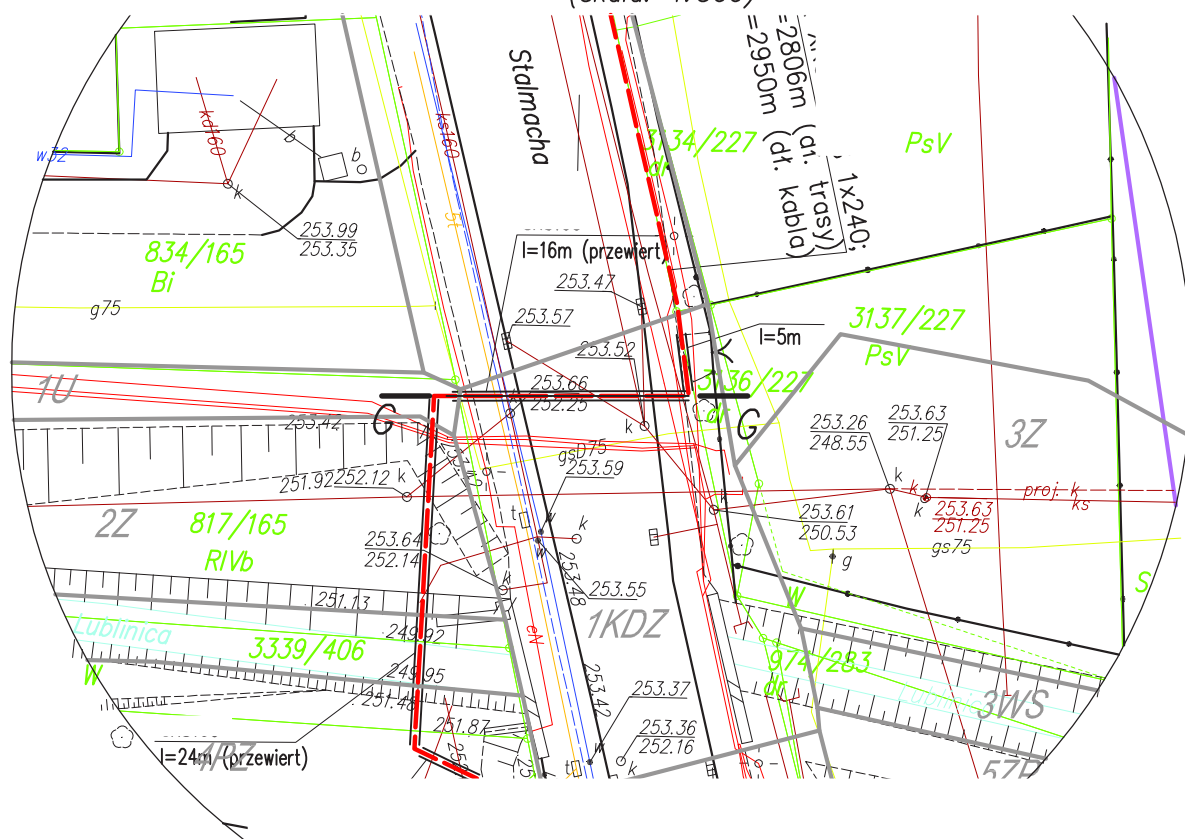 Stalmacha
=2806m (dł. trasy)
=2950m (dł. kabla)
1x240;
3134/227
dr
PsV
kd160
ks160
w32
b
k
253.99
253.35
834/165
Bi
g75
5t
l=16m (przewiert)
253.47
253.57
253.52
l=5m
3137/227
PsV
253.66
252.25
3136/227
dr
1U
G
G
253.42
k
k
253.26
248.55
253.63
251.25
3Z
gsD75
253.59
251.92
252.12
k
k
k
k
proj. k
ks
253.63
251.25
k
2Z
817/165
RIVb
t
w
w
k
253.61
250.53
gs75
g
253.64
252.14
k
253.48
253.55
251.13
W
S
Lublinica
249.92
eN
1KDZ
3339/406
974/283
dr
W
249.95
251.48
253.42
253.37
3WS
251.87
253.36
252.16
w
k
t
l=24m (przewiert)
4PZ
5ZP